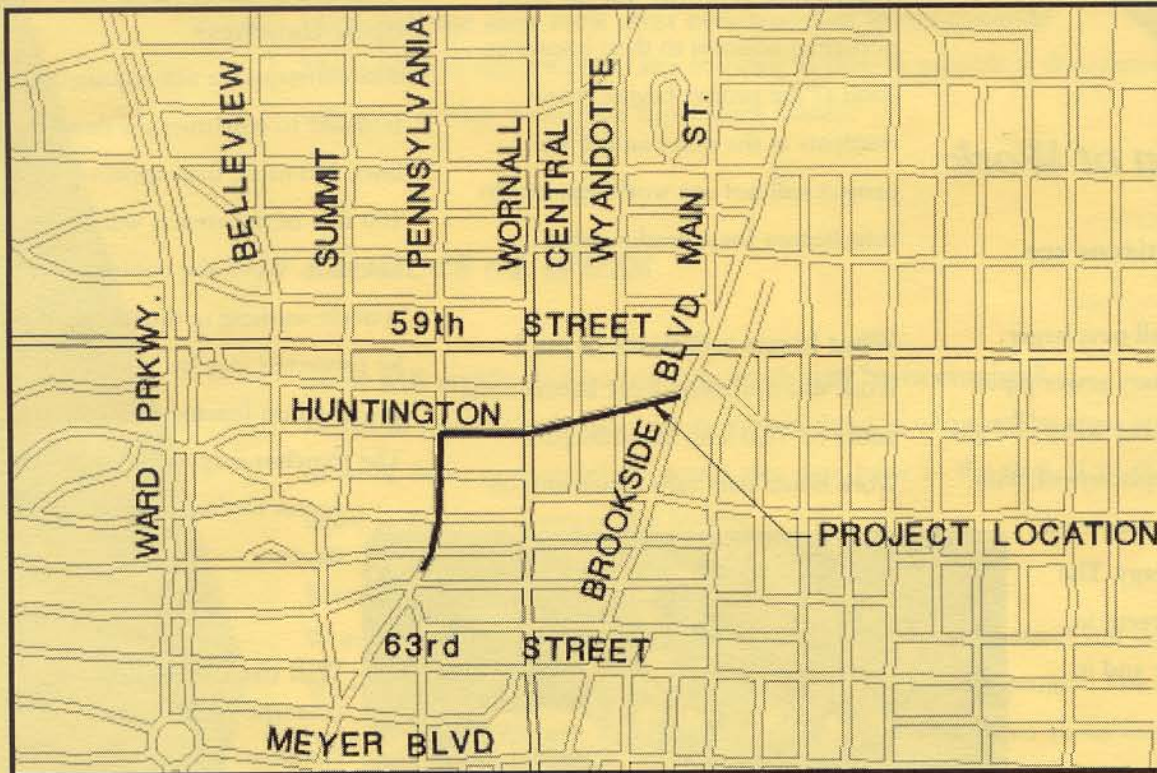 BELLEVIEW
SUMMIT
PENNSYLVANIA
WORNALL
CENTRAL
WYANDOTTE
MAIN ST.
WARD PRKWY.
59th STREET
HUNTINGTON
BROOKSIDE BLVD.
PROJECT LOCATION
63rd STREET
MEYER BLVD